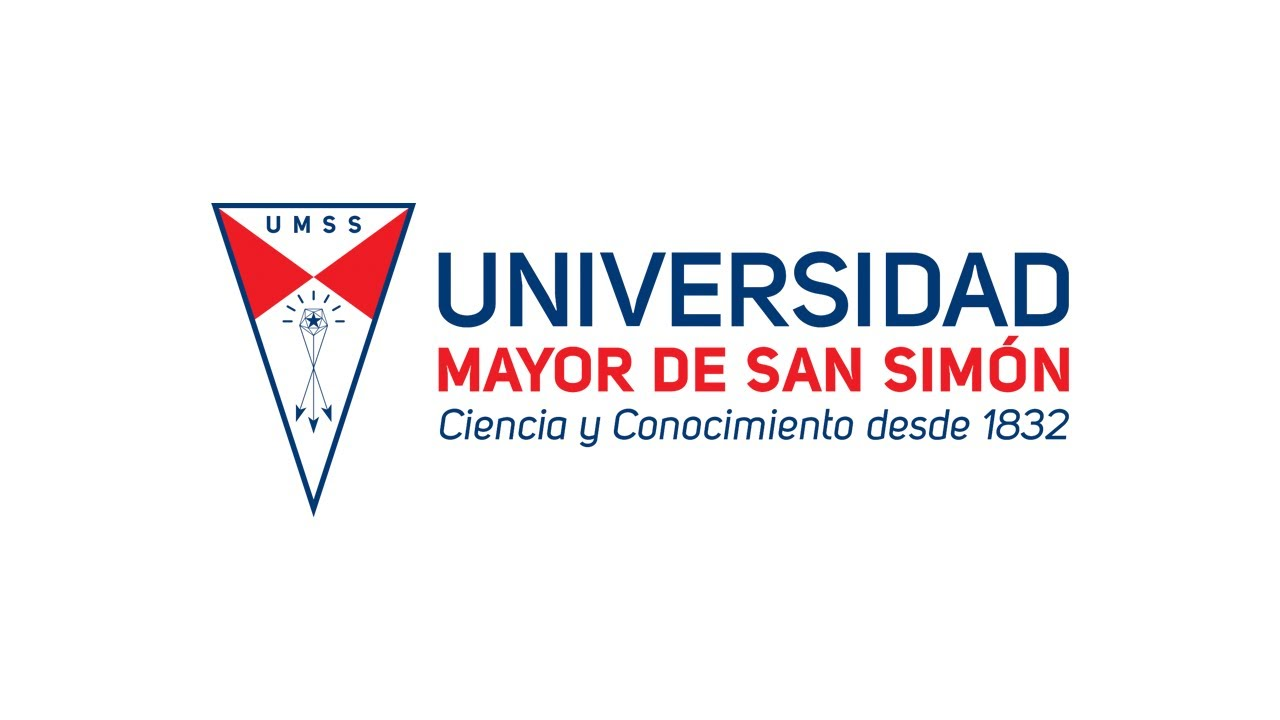 UMSS
UNIVERSIDAD
MAYOR DE SAN SIMÓN
Ciencia y Conocimiento desde 1832